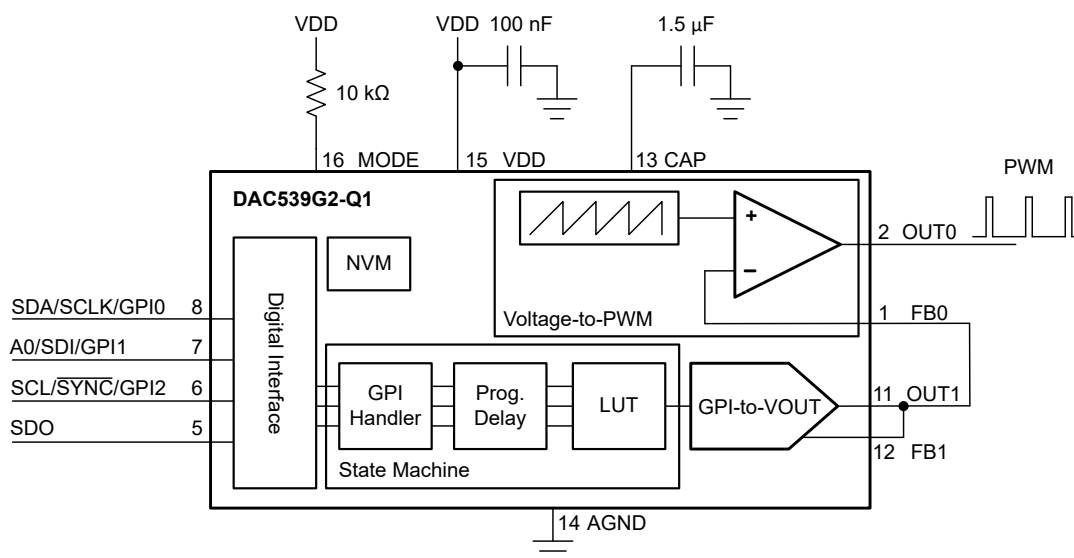 VDD
VDD
100 nF
1.5 µF
10 kΩ
16 MODE
15 VDD
13 CAP
PWM
DAC539G2-Q1
+
−
2 OUT0
NVM
Digital Interface
Voltage-to-PWM
1 FB0
SDA/SCLK/GPI0 8
A0/SDI/GPI1 7
SCL/S̅Y̅N̅C̅/GPI2 6
SDO 5
GPI
Handler
Prog.
Delay
LUT
GPI-to-VOUT
11 OUT1
12 FB1
State Machine
14 AGND